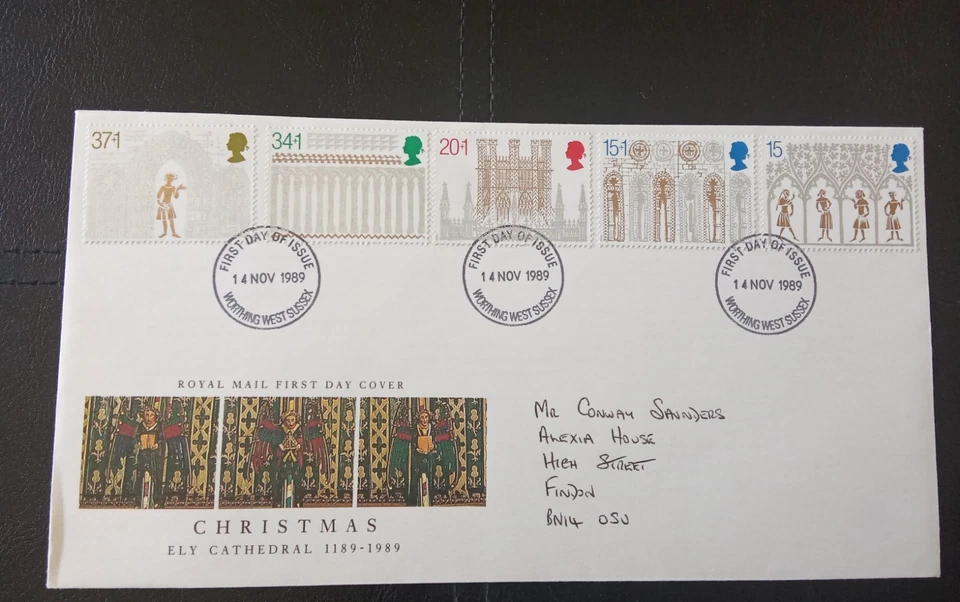 37+1
34+1
20+1
15+1
15
FIRST DAY OF ISSUE
14 NOV 1989
WORTHING WEST SUSSEX
FIRST DAY OF ISSUE
14 NOV 1989
WORTHING WEST SUSSEX
FIRST DAY OF ISSUE
14 NOV 1989
WORTHING WEST SUSSEX
ROYAL MAIL FIRST DAY COVER
CHRISTMAS
ELY CATHEDRAL 1189-1989
MR CONWAY SAUNDERS
ALEXIA HOUSE
HIGH STREET
FINDON
BN14 0SU